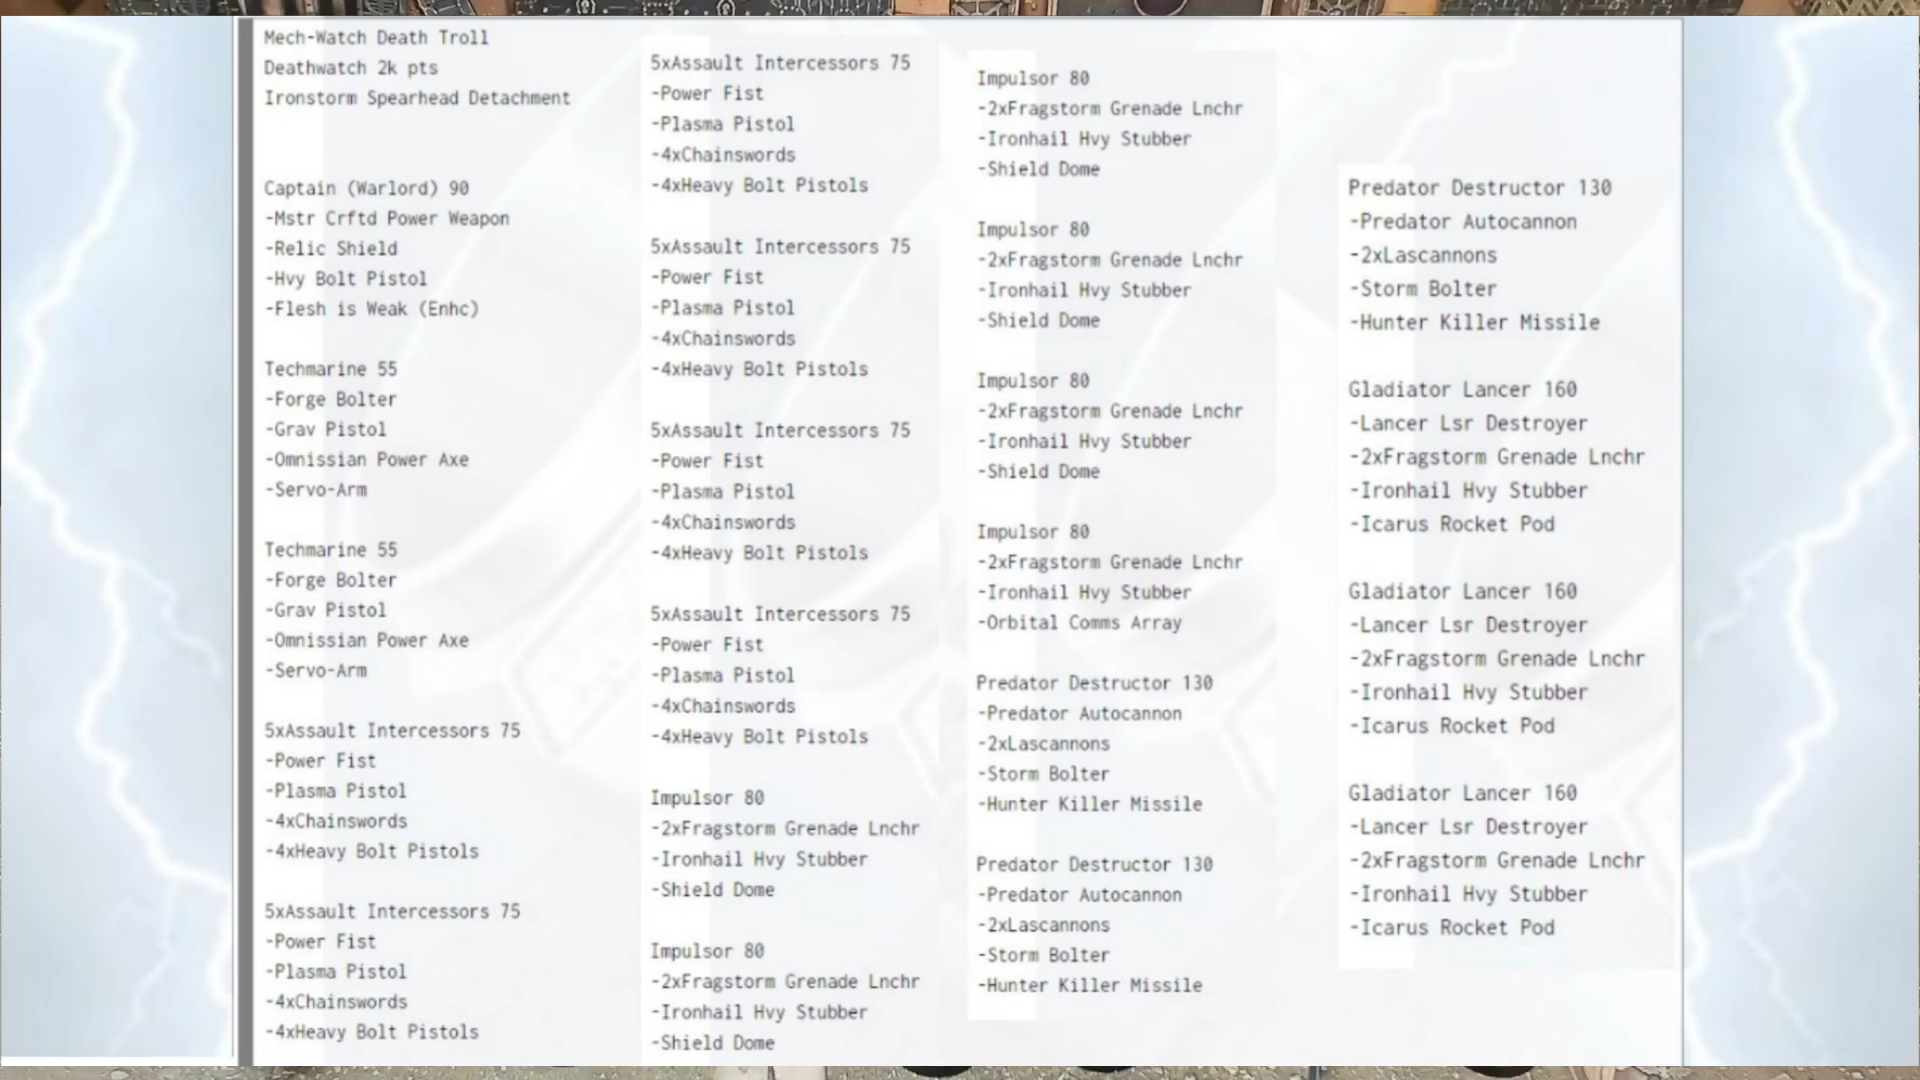 Mech-Watch Death Troll
Deathwatch 2k pts
Ironstorm Spearhead Detachment
Captain (Warlord) 90
-Mstr Crftd Power Weapon
-Relic Shield
-Hvy Bolt Pistol
-Flesh is Weak (Enhc)
Techmarine 55
-Forge Bolter
-Grav Pistol
-Omnissian Power Axe
-Servo-Arm
Techmarine 55
-Forge Bolter
-Grav Pistol
-Omnissian Power Axe
-Servo-Arm
5xAssault Intercessors 75
-Power Fist
-Plasma Pistol
-4xChainswords
-4xHeavy Bolt Pistols
5xAssault Intercessors 75
-Power Fist
-Plasma Pistol
-4xChainswords
-4xHeavy Bolt Pistols
5xAssault Intercessors 75
-Power Fist
-Plasma Pistol
-4xChainswords
-4xHeavy Bolt Pistols
5xAssault Intercessors 75
-Power Fist
-Plasma Pistol
-4xChainswords
-4xHeavy Bolt Pistols
5xAssault Intercessors 75
-Power Fist
-Plasma Pistol
-4xChainswords
-4xHeavy Bolt Pistols
5xAssault Intercessors 75
-Power Fist
-Plasma Pistol
-4xChainswords
-4xHeavy Bolt Pistols
Impulsor 80
-2xFragstorm Grenade Lnchr
-Ironhail Hvy Stubber
-Shield Dome
Impulsor 80
-2xFragstorm Grenade Lnchr
-Ironhail Hvy Stubber
-Shield Dome
Impulsor 80
-2xFragstorm Grenade Lnchr
-Ironhail Hvy Stubber
-Shield Dome
Impulsor 80
-2xFragstorm Grenade Lnchr
-Ironhail Hvy Stubber
-Shield Dome
Impulsor 80
-2xFragstorm Grenade Lnchr
-Ironhail Hvy Stubber
-Shield Dome
Impulsor 80
-2xFragstorm Grenade Lnchr
-Ironhail Hvy Stubber
-Orbital Comms Array
Predator Destructor 130
-Predator Autocannon
-2xLascannons
-Storm Bolter
-Hunter Killer Missile
Predator Destructor 130
-Predator Autocannon
-2xLascannons
-Storm Bolter
-Hunter Killer Missile
Predator Destructor 130
-Predator Autocannon
-2xLascannons
-Storm Bolter
-Hunter Killer Missile
Gladiator Lancer 160
-Lancer Lsr Destroyer
-2xFragstorm Grenade Lnchr
-Ironhail Hvy Stubber
-Icarus Rocket Pod
Gladiator Lancer 160
-Lancer Lsr Destroyer
-2xFragstorm Grenade Lnchr
-Ironhail Hvy Stubber
-Icarus Rocket Pod
Gladiator Lancer 160
-Lancer Lsr Destroyer
-2xFragstorm Grenade Lnchr
-Ironhail Hvy Stubber
-Icarus Rocket Pod